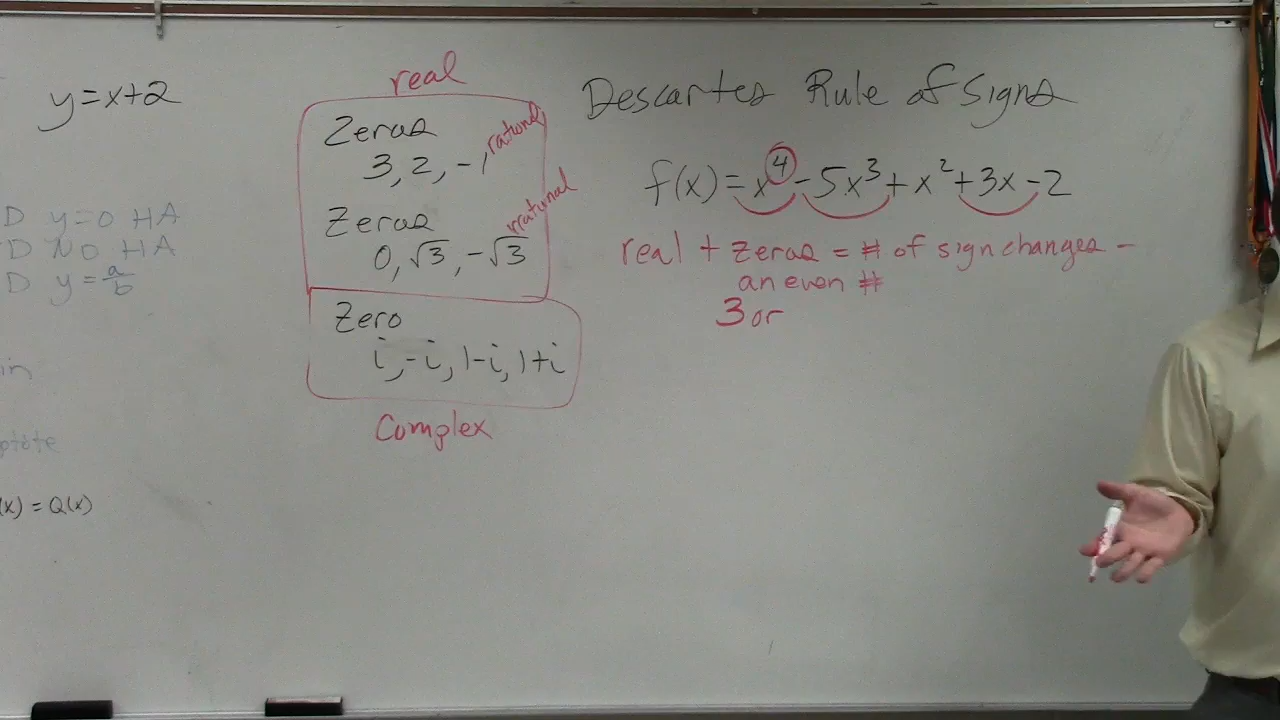 y=x+2
D y=0 HA
D NO HA
D y=a/b
in
ptote
(x) = Q(x)
real
Zeros
3, 2, -1
rational
Zeros
0, √3, -√3
irrational
Zero
i, -i, 1-i, 1+i
Complex
Descartes Rule of Signs
f(x) = x⁴ - 5x³ + x² + 3x - 2
real + zeros = # of sign changes -
an even #
3 or